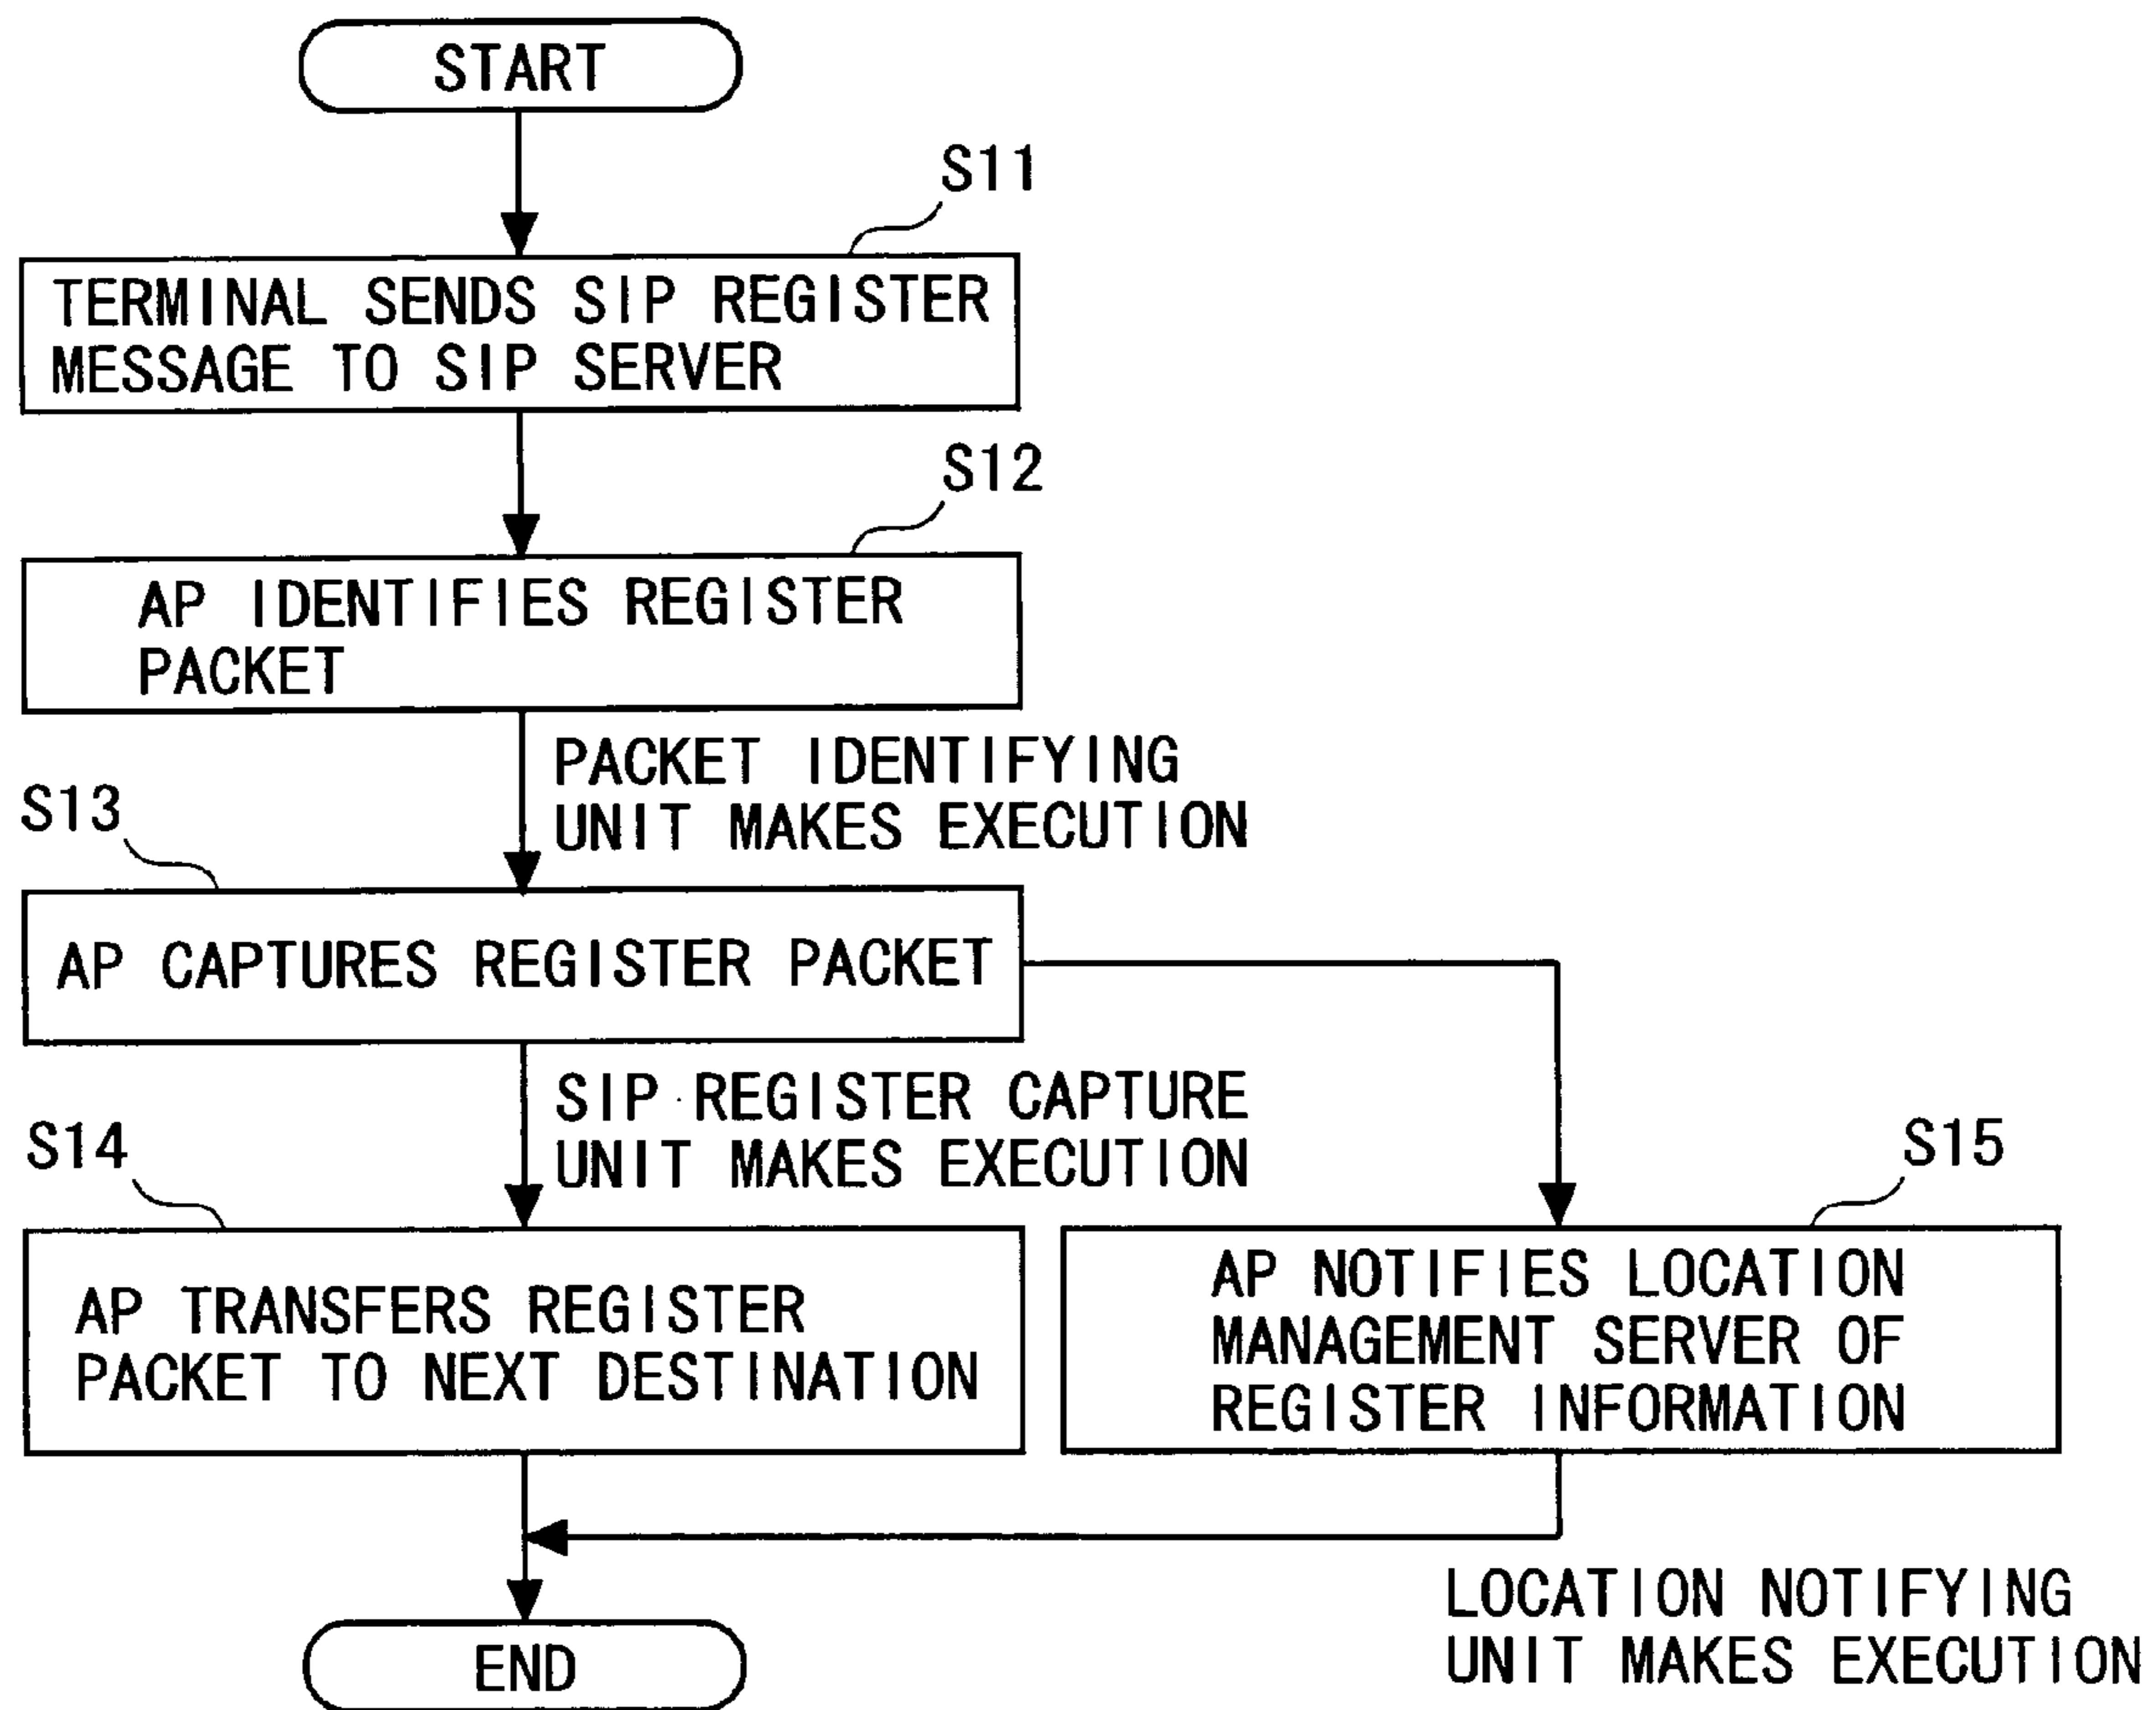 START
S11
TERMINAL SENDS SIP REGISTER
MESSAGE TO SIP SERVER
S12
AP IDENTIFIES REGISTER
PACKET
PACKET IDENTIFYING
UNIT MAKES EXECUTION
S13
AP CAPTURES REGISTER PACKET
SIP REGISTER CAPTURE
UNIT MAKES EXECUTION
S14
AP TRANSFERS REGISTER
PACKET TO NEXT DESTINATION
S15
AP NOTIFIES LOCATION
MANAGEMENT SERVER OF
REGISTER INFORMATION
LOCATION NOTIFYING
UNIT MAKES EXECUTION
END